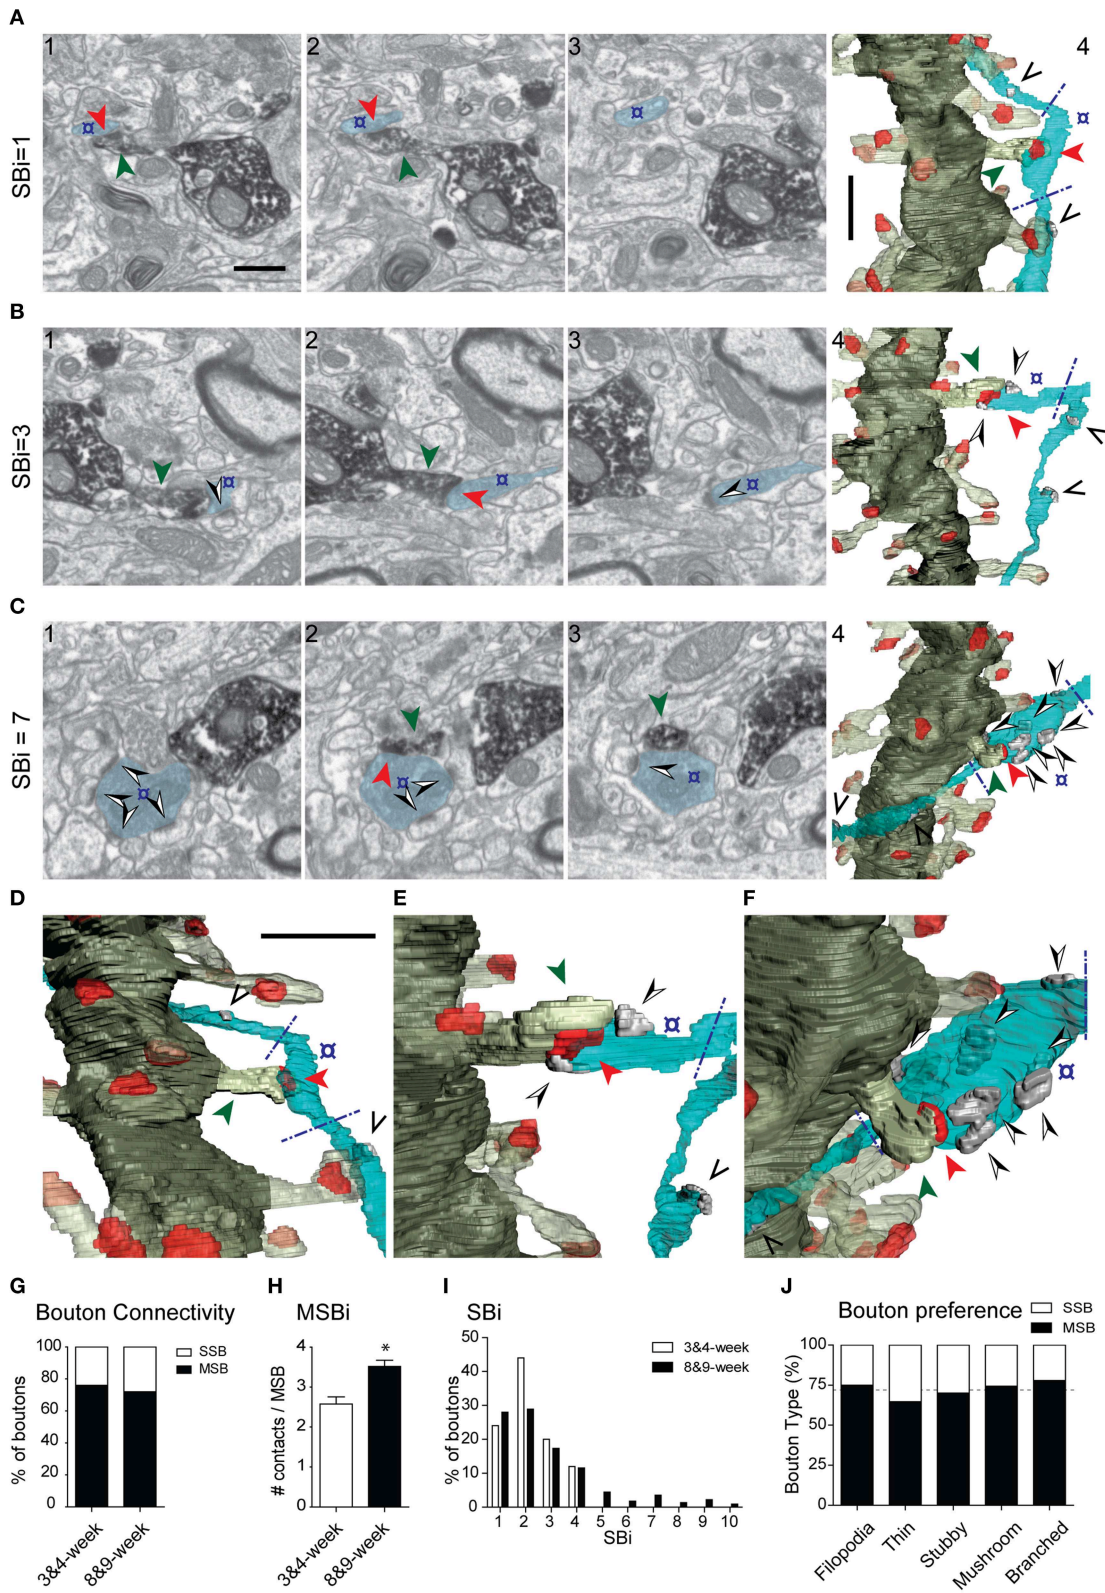 A
SBi=1
1
2
3
4
¤
¤
¤
¤
B
SBi=3
1
2
3
4
¤
¤
¤
¤
C
SBi = 7
1
2
3
4
¤
¤
¤
¤
D
E
F
¤
¤
¤
G
Bouton Connectivity
% of boutons
100
80
60
40
20
0
SSB
MSB
3&4-week
8&9-week
H
MSBi
# contacts / MSB
4
3
2
1
0
*
3&4-week
8&9-week
I
SBi
% of boutons
50
40
30
20
10
0
3&4-week
8&9-week
1 2 3 4 5 6 7 8 9 10
SBi
J
Bouton preference
SSB
MSB
Bouton Type (%)
100
75
50
25
0
Filopodia
Thin
Stubby
Mushroom
Branched